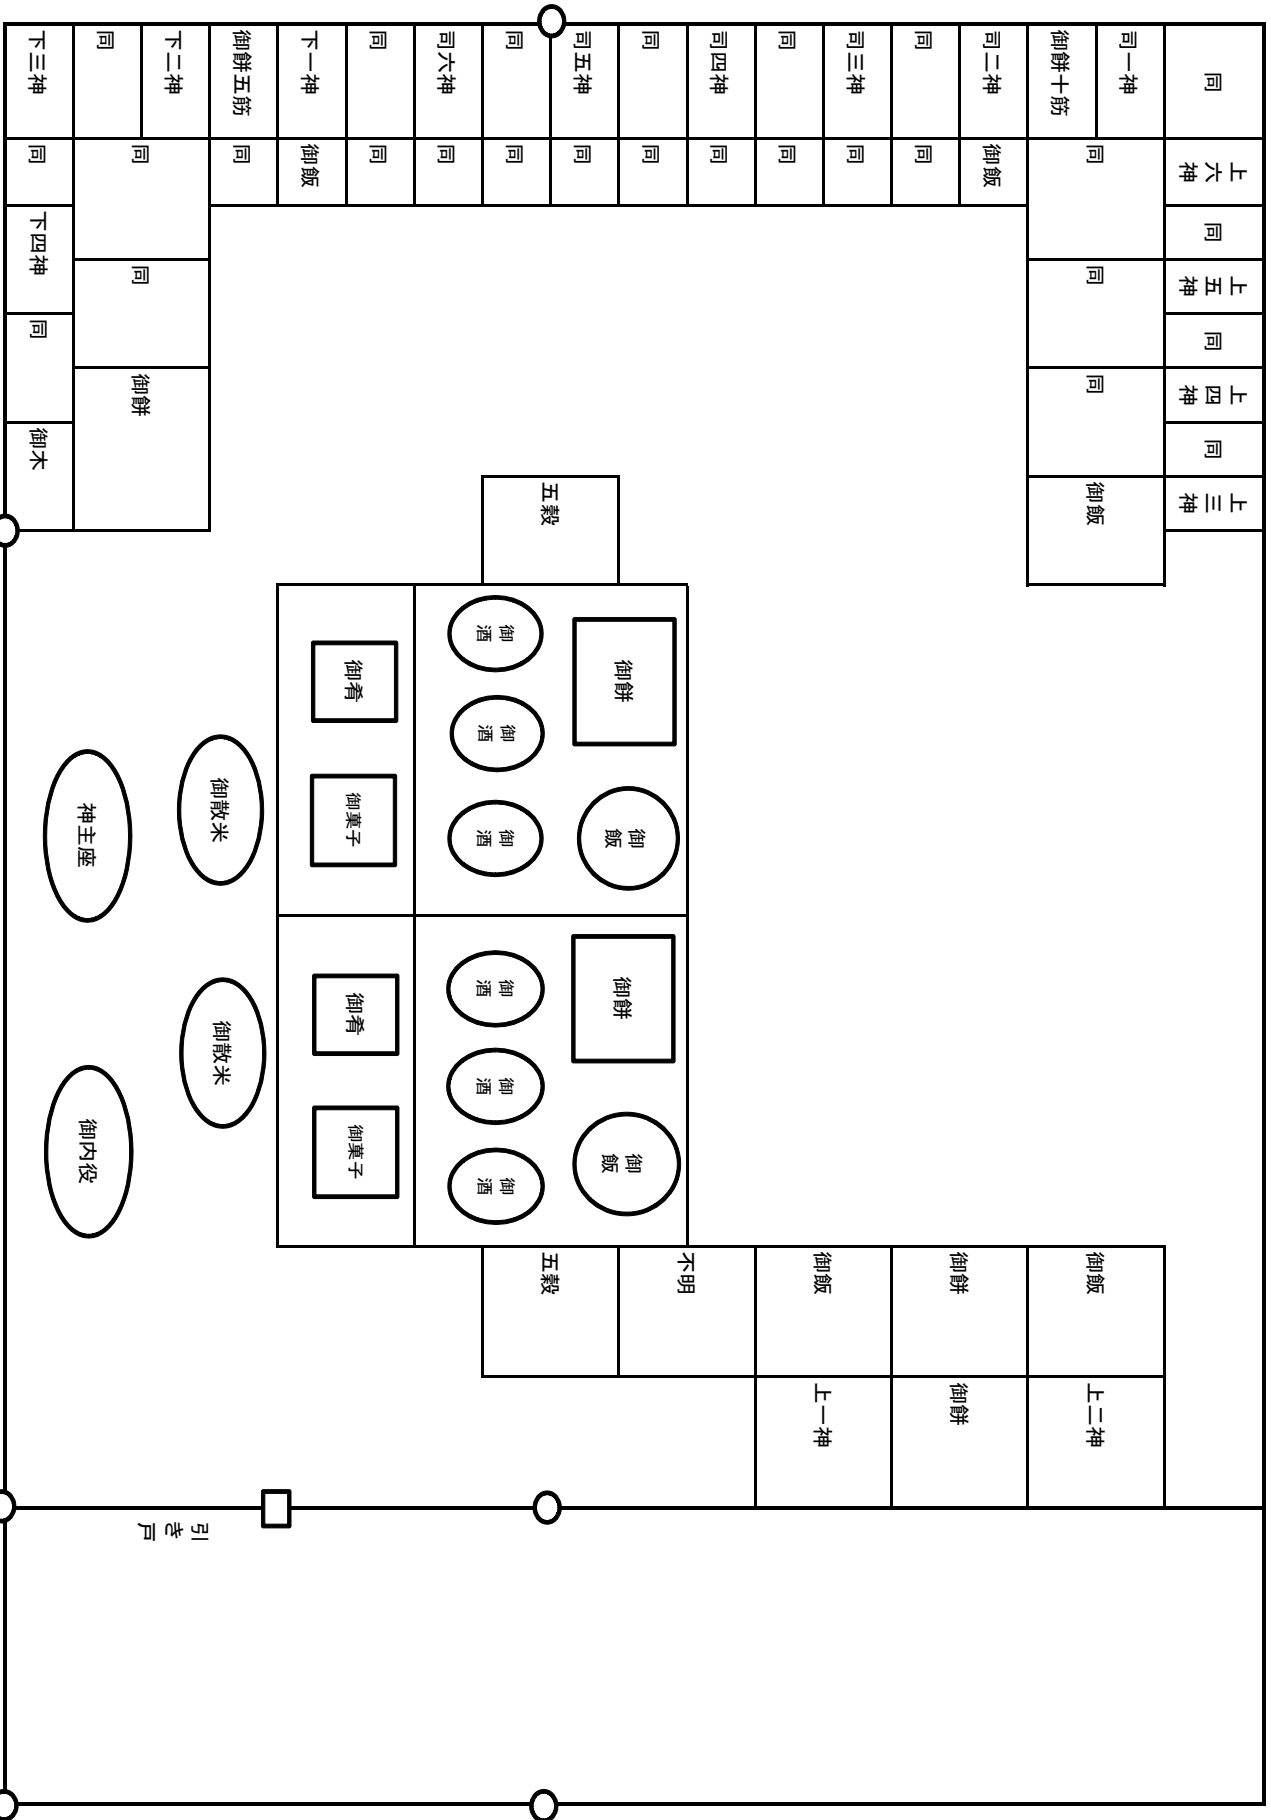 下三神
同
下二神
御餅五筋
下一神
同
司六神
同
司五神
同
司四神
同
司三神
同
司二神
御餅十筋
司一神
同
同
同
同
御飯
同
同
同
同
同
同
同
同
同
御飯
同
上六神
同
上五神
同
上四神
同
上三神
下四神
同
御木
同
御餅
同
同
御飯
五穀
御肴
御菓子
御酒
御酒
御酒
御餅
御飯
御散米
神主座
御肴
御菓子
御酒
御酒
御酒
御餅
御飯
御散米
御内役
五穀
不明
御飯
御餅
御飯
上一神
御餅
上二神
引き戸